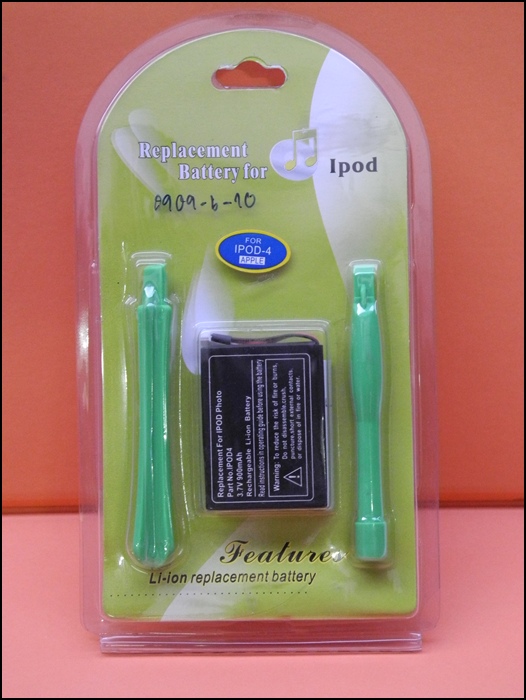 Replacement
Battery for
Ipod
0909-6-10
FOR
IPOD-4
APPLE
Replacement For IPOD Photo
Part No.IPOD4
3.7V 900mAh
Rechargeable Li-ion Battery
Read instructions in operating guide before using the battery
Warning: To reduce the risk of fire or burns,
Do not disassemble,crush,
puncture,short external contacts,
or dispose of in fire or water.
Features
LI-ion replacement battery